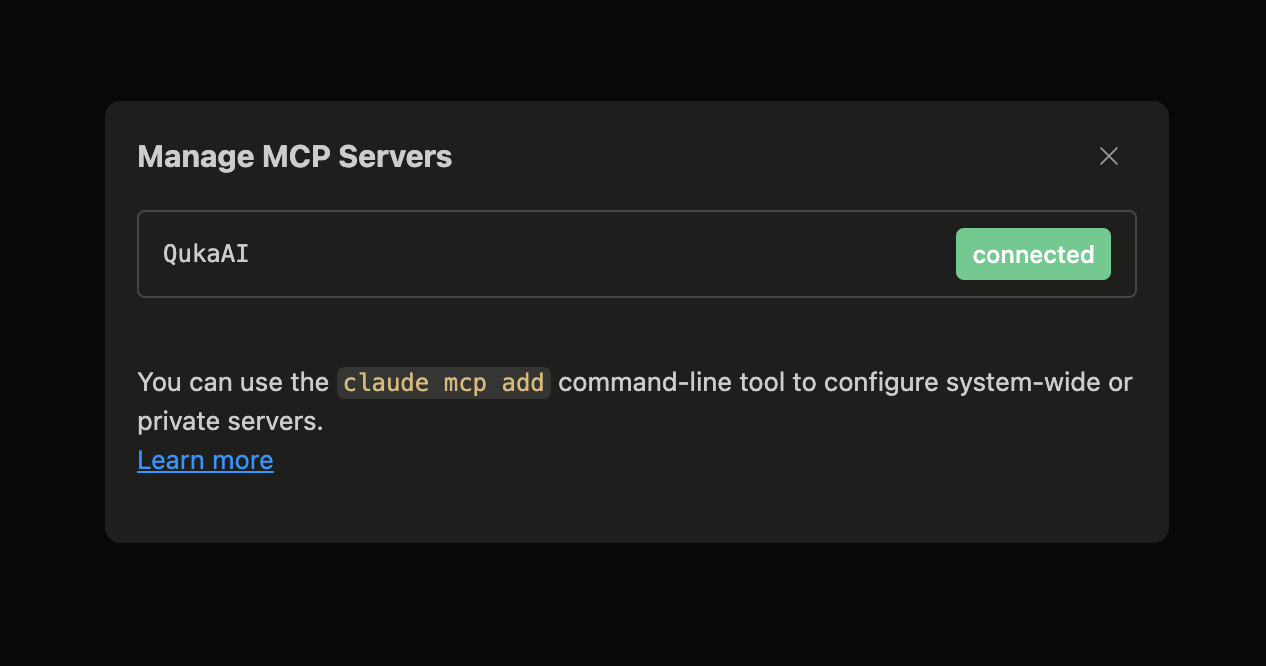 Manage MCP Servers
QukaAI
connected
You can use the claude mcp add command-line tool to configure system-wide or
private servers.
Learn more